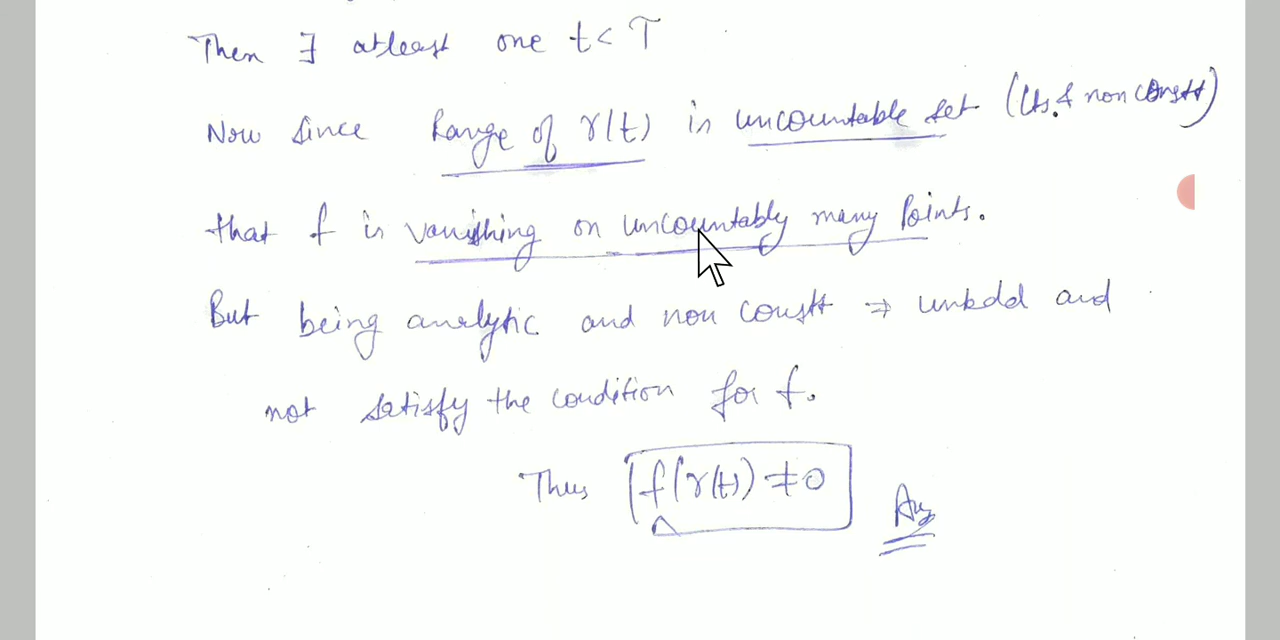 Then ∃ atleast one t < T
Now since Range of γ(t) is uncountable set (Cts. & non constt)
that f is vanishing on uncountably many Points.
But being analytic and non constt ⇒ unbdd and
not satisfy the condition for f.
Thus f(γ(t)) ≠ 0 Ans